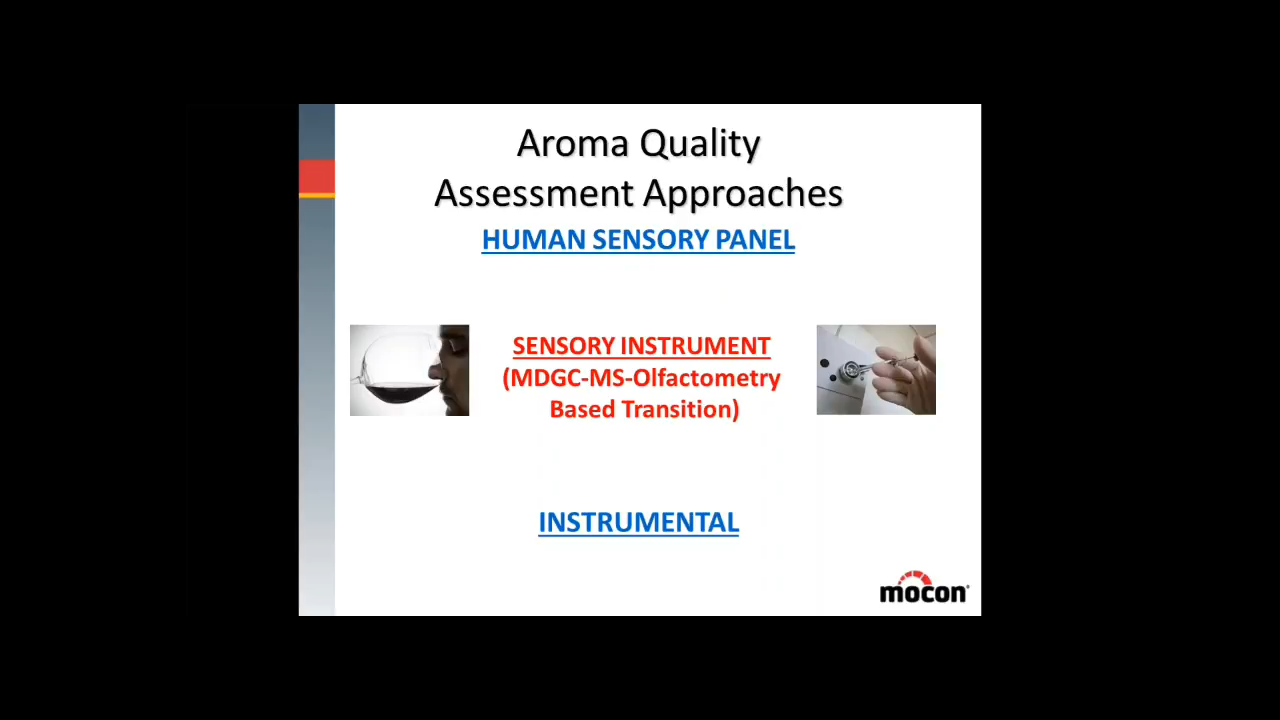 Aroma Quality
Assessment Approaches
HUMAN SENSORY PANEL
SENSORY INSTRUMENT
(MDGC-MS-Olfactometry
Based Transition)
INSTRUMENTAL
mocon